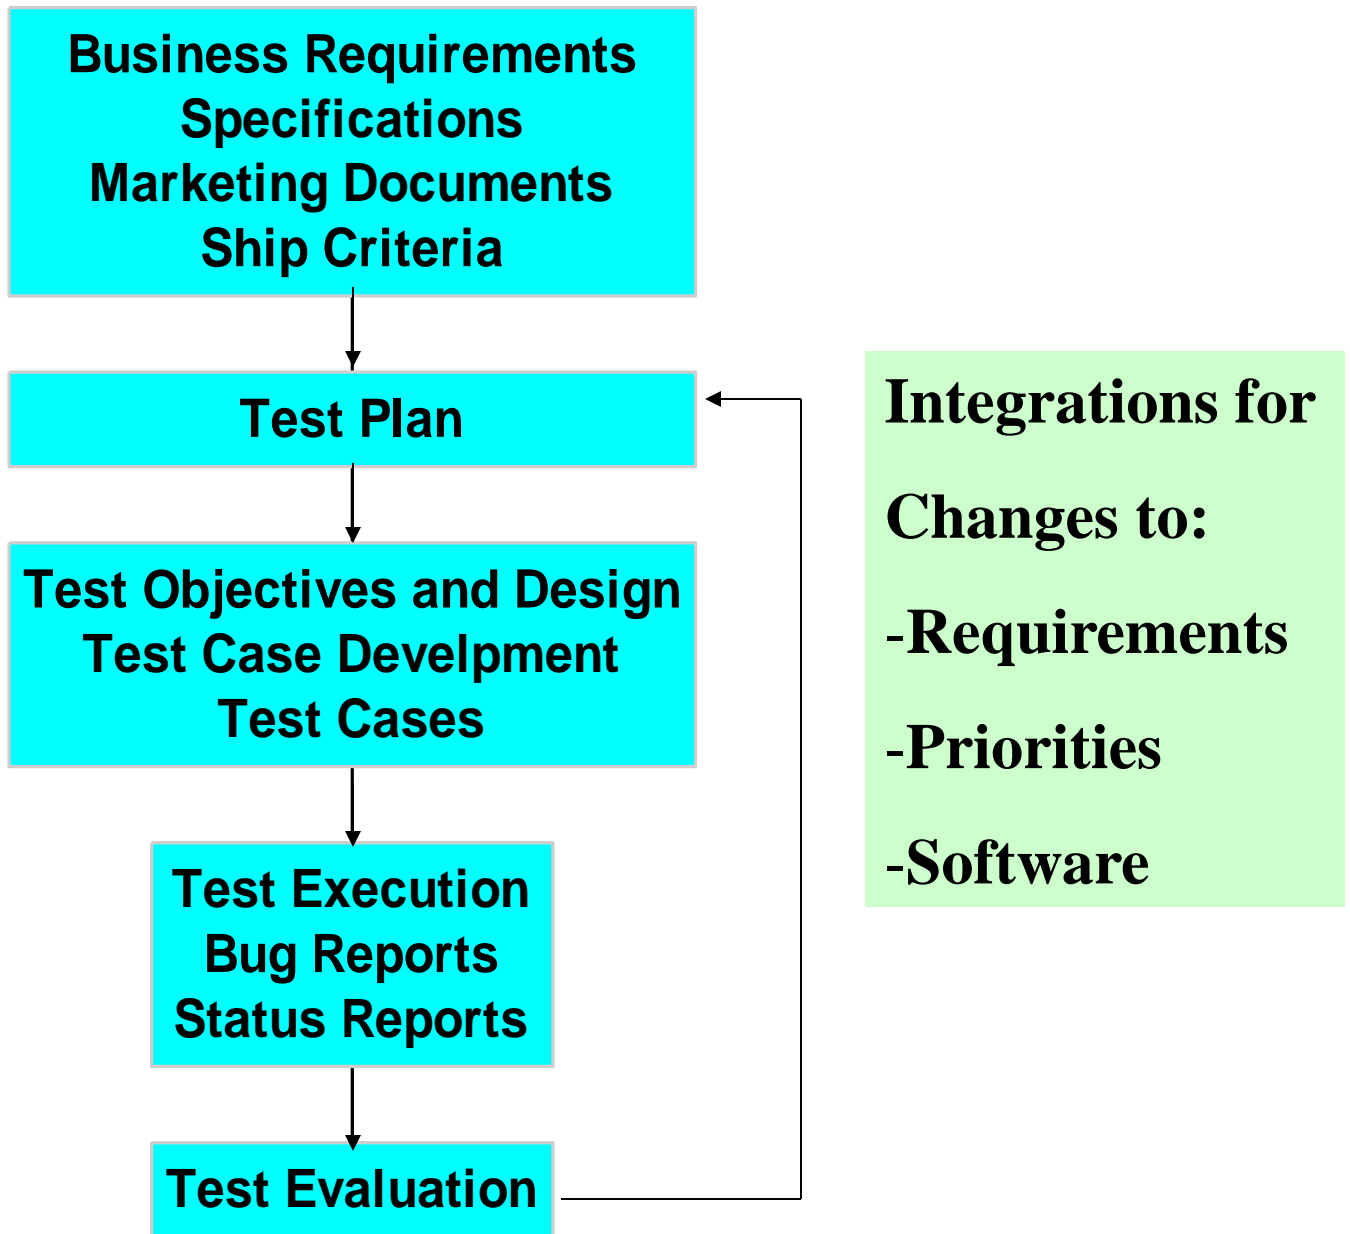 Business Requirements
Specifications
Marketing Documents
Ship Criteria
Test Plan
Test Objectives and Design
Test Case Develpment
Test Cases
Test Execution
Bug Reports
Status Reports
Test Evaluation
Integrations for
Changes to:
-Requirements
-Priorities
-Software